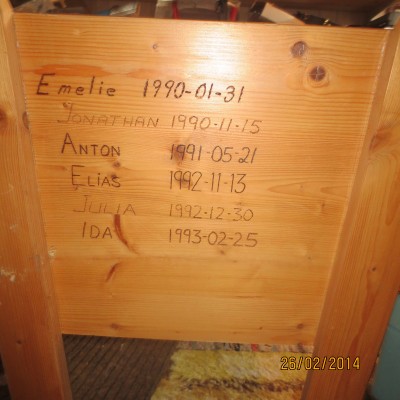 Emelie 1990-01-31
JONATHAN 1990-11-15
ANTON 1991-05-21
ELIAS 1992-11-13
JULIA 1992-12-30
IDA 1993-02-25
26/02/2014